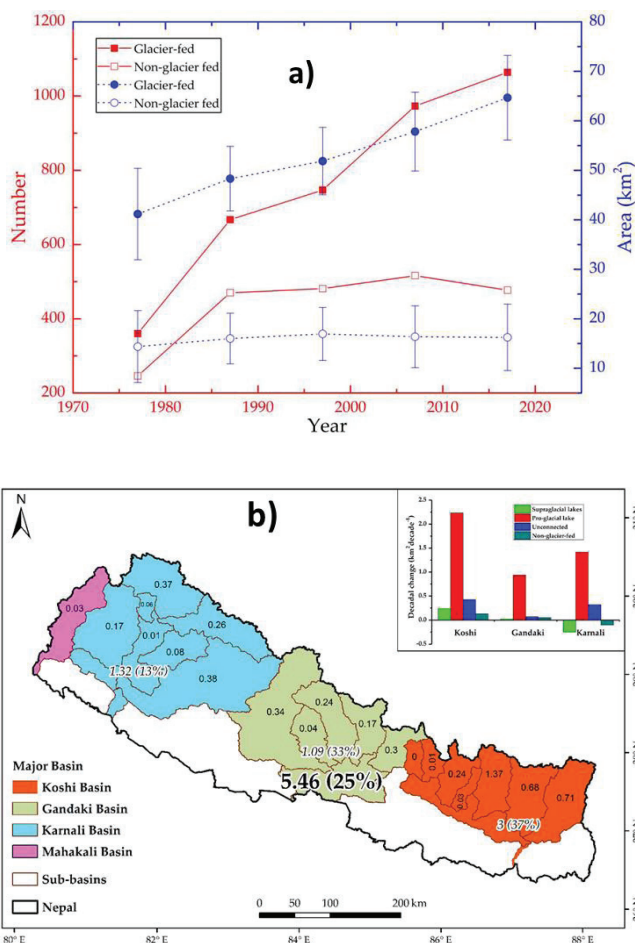 a)
Glacier-fed
Non-glacier fed
Glacier-fed
Non-glacier fed
1200
1000
800
600
400
200
Number
80
70
60
50
40
30
20
10
Area (km²)
1970
1980
1990
2000
2010
2020
Year
b)
N
2.5
2.0
1.5
1.0
0.5
0.0
Decadal change (km² decade⁻¹)
Supraglacial lakes
Pro-glacial lake
Unconnected
Non-glacier-fed
Koshi
Gandaki
Karnali
0.37
0.03
0.06
0.17
0.26
0.01
0.08
1.32 (13%)
0.38
0.34
0.24
0.17
0.04
1.09 (33%)
0.3
5.46 (25%)
0
0.01
0.24
1.37
0.03
0.68
0.71
3 (37%)
Major Basin
Koshi Basin
Gandaki Basin
Karnali Basin
Mahakali Basin
Sub-basins
Nepal
0
50
100
200 km
80° E
82° E
84° E
86° E
88° E